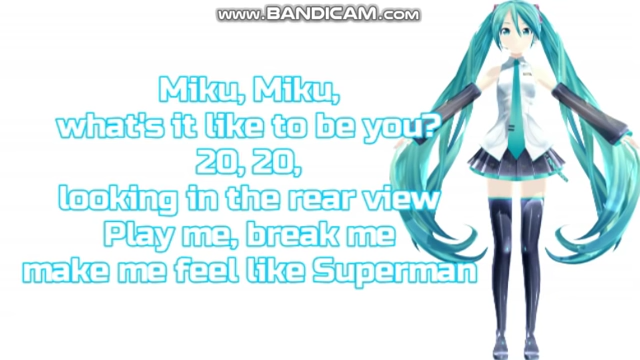 www.BANDICAM.com
Miku, Miku,
what's it like to be you?
20, 20,
looking in the rear view
Play me, break me
make me feel like Superman